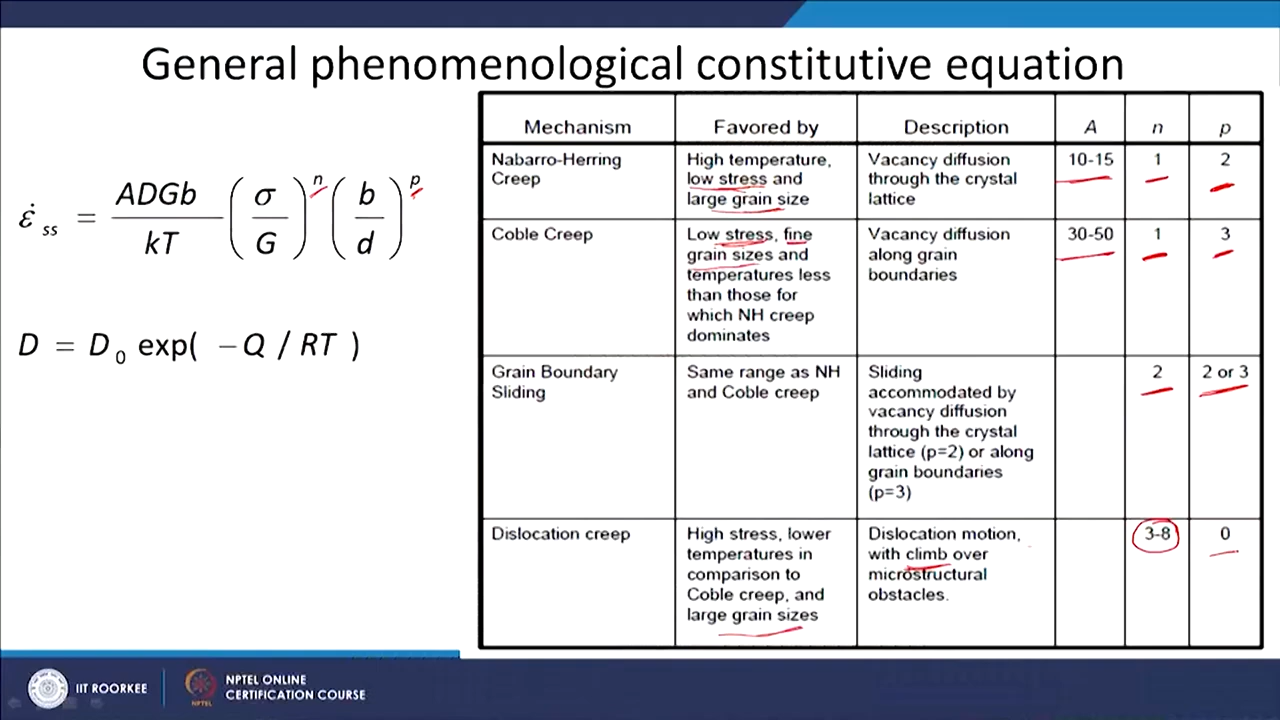 General phenomenological constitutive equation
ε̇ ss = ADGb / kT (σ / G)^n (b / d)^p
D = D0 exp( −Q / RT )
Mechanism Favored by Description A n p
Nabarro-Herring High temperature, Vacancy diffusion 10-15 1 2
Creep low stress and through the crystal
large grain size lattice
Coble Creep Low stress, fine Vacancy diffusion 30-50 1 3
grain sizes and along grain
temperatures less boundaries
than those for
which NH creep
dominates
Grain Boundary Same range as NH Sliding 2 2 or 3
Sliding and Coble creep accommodated by
vacancy diffusion
through the crystal
lattice (p=2) or along
grain boundaries
(p=3)
Dislocation creep High stress, lower Dislocation motion, 3-8 0
temperatures in with climb over
comparison to microstructural
Coble creep, and obstacles.
large grain sizes
IIT ROORKEE
NPTEL ONLINE
CERTIFICATION COURSE
NPTEL